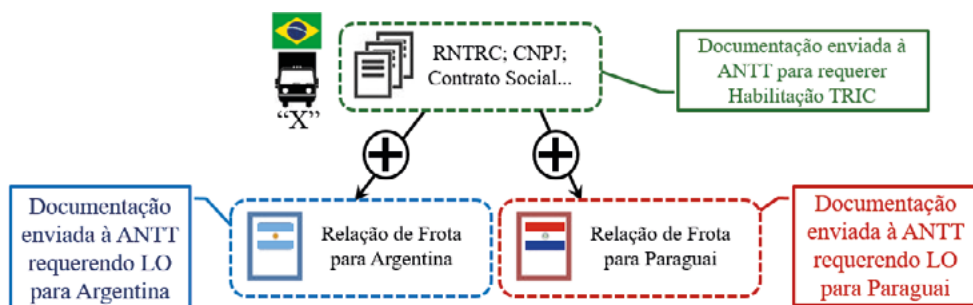 RNTRC; CNPJ;
Contrato Social...
"X"
Documentação enviada à
ANTT para requerer
Habilitação TRIC
Documentação
enviada à ANTT
requerendo LO
para Argentina
Relação de Frota
para Argentina
Relação de Frota
para Paraguai
Documentação
enviada à ANTT
requerendo LO
para Paraguai